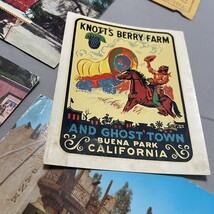 KNOTT'S BERRY FARM
AND GHOST TOWN
BUENA PARK
CALIFORNIA